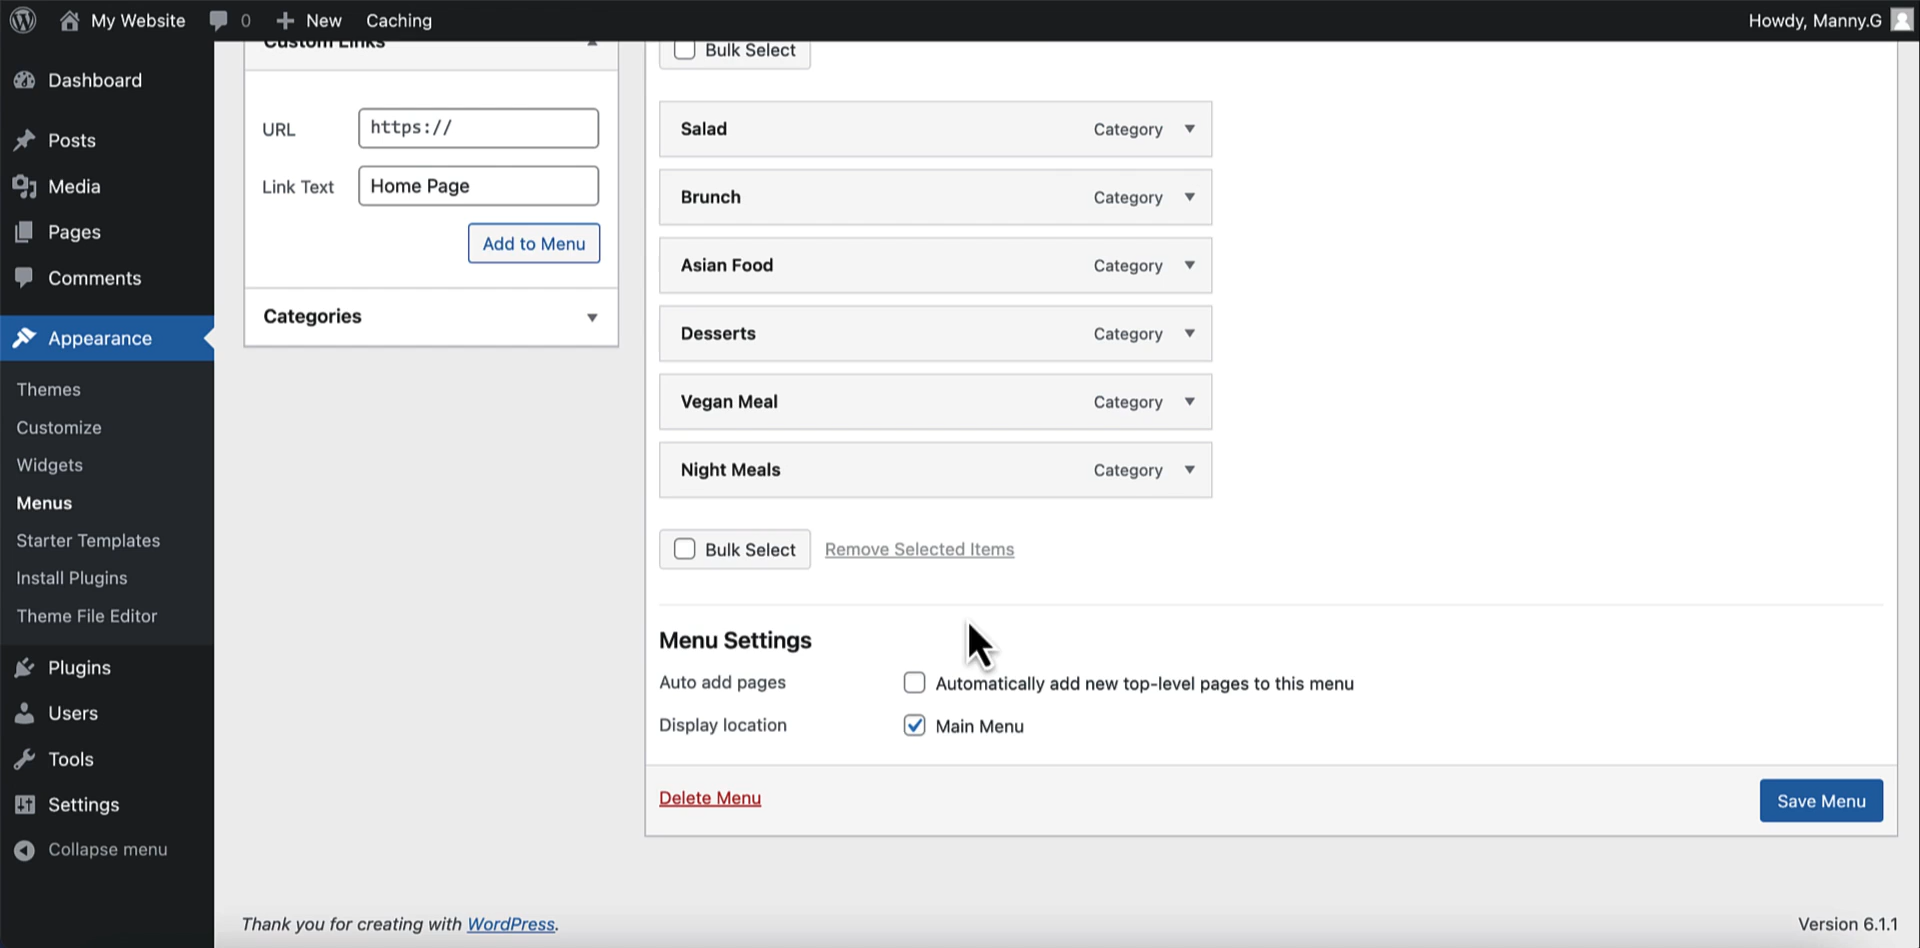 My Website 0 New Caching Howdy, Manny.G
Custom Links
Bulk Select
Dashboard
Posts
Media
Pages
Comments
Appearance
Themes
Customize
Widgets
Menus
Starter Templates
Install Plugins
Theme File Editor
Plugins
Users
Tools
Settings
Collapse menu
URL https://
Link Text Home Page
Add to Menu
Categories
Salad Category
Brunch Category
Asian Food Category
Desserts Category
Vegan Meal Category
Night Meals Category
Bulk Select Remove Selected Items
Menu Settings
Auto add pages Automatically add new top-level pages to this menu
Display location Main Menu
Delete Menu Save Menu
Thank you for creating with WordPress. Version 6.1.1